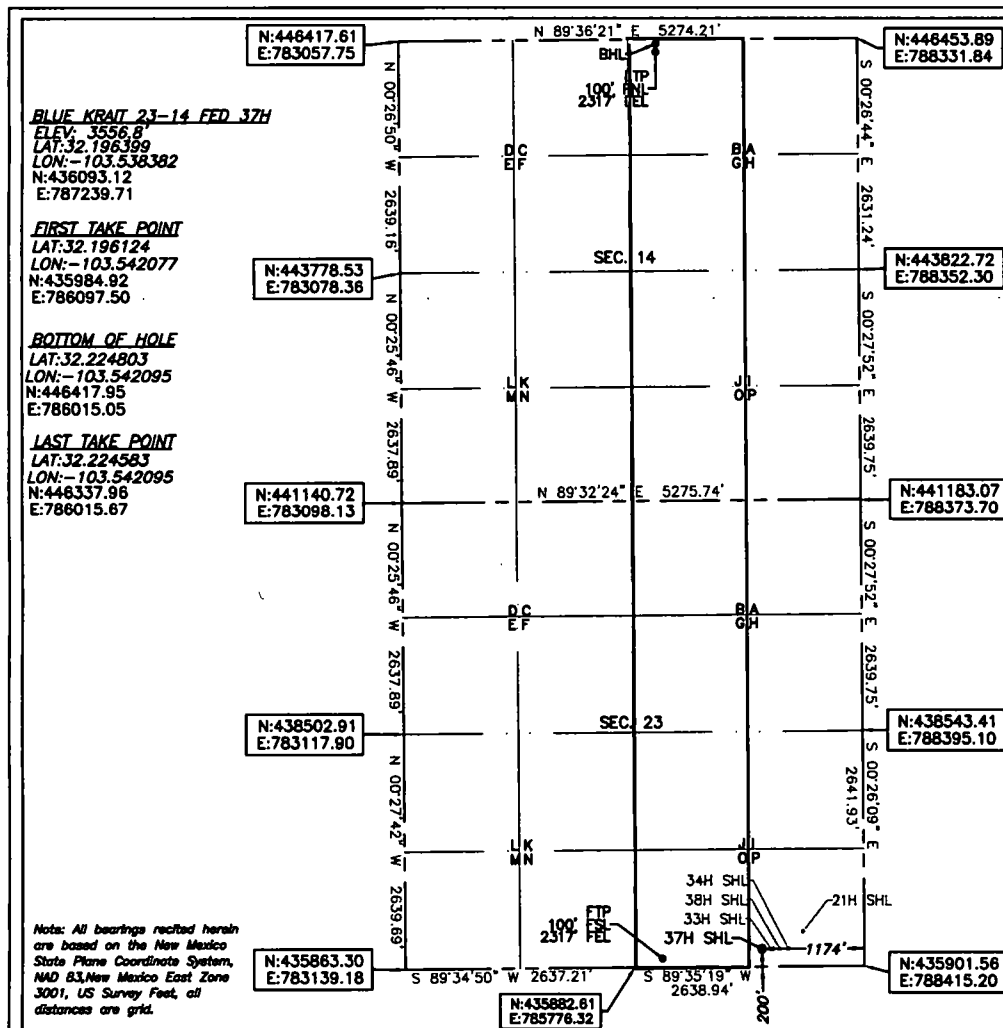 N 89°36'21" E 5274.21'
N:446417.61
E:783057.75
N:446453.89
E:788331.84
BHL
LTP
100' FNL
2317' FEL
BLUE KRAIT 23-14 FED 37H
ELEV: 3556.8'
LAT:32.196399
LON:-103.538382
N:436093.12
E:787239.71
FIRST TAKE POINT
LAT:32.196124
LON:-103.542077
N:435984.92
E:786097.50
BOTTOM OF HOLE
LAT:32.224803
LON:-103.542095
N:446417.95
E:786015.05
LAST TAKE POINT
LAT:32.224583
LON:-103.542095
N:446337.96
E:786015.67
N 00°26'50" W 2639.16'
S 00°26'44" E 2631.24'
D C
E F
B A
G H
SEC. 14
N:443778.53
E:783078.36
N:443822.72
E:788352.30
N 00°25'46" W 2637.89'
S 00°27'52" E 2639.75'
L K
M N
J I
O P
N:441140.72
E:783098.13
N 89°32'24" E 5275.74'
N:441183.07
E:788373.70
N 00°25'46" W 2637.89'
S 00°27'52" E 2639.75'
D C
E F
B A
G H
SEC. 23
N:438502.91
E:783117.90
N:438543.41
E:788395.10
N 00°27'42" W 2639.69'
S 00°26'09" E
2641.93'
L K
M N
J I
O P
34H SHL
38H SHL
33H SHL
37H SHL
21H SHL
1174'
FTP
100' FSL
2317' FEL
N:435863.30
E:783139.18
S 89°34'50" W 2637.21'
S 89°35'19" W
2638.94'
200'
N:435901.56
E:788415.20
N:435882.61
E:785776.32
Note: All bearings recited herein
are based on the New Mexico
State Plane Coordinate System,
NAD 83,New Mexico East Zone
3001, US Survey Feet, all
distances are grid.